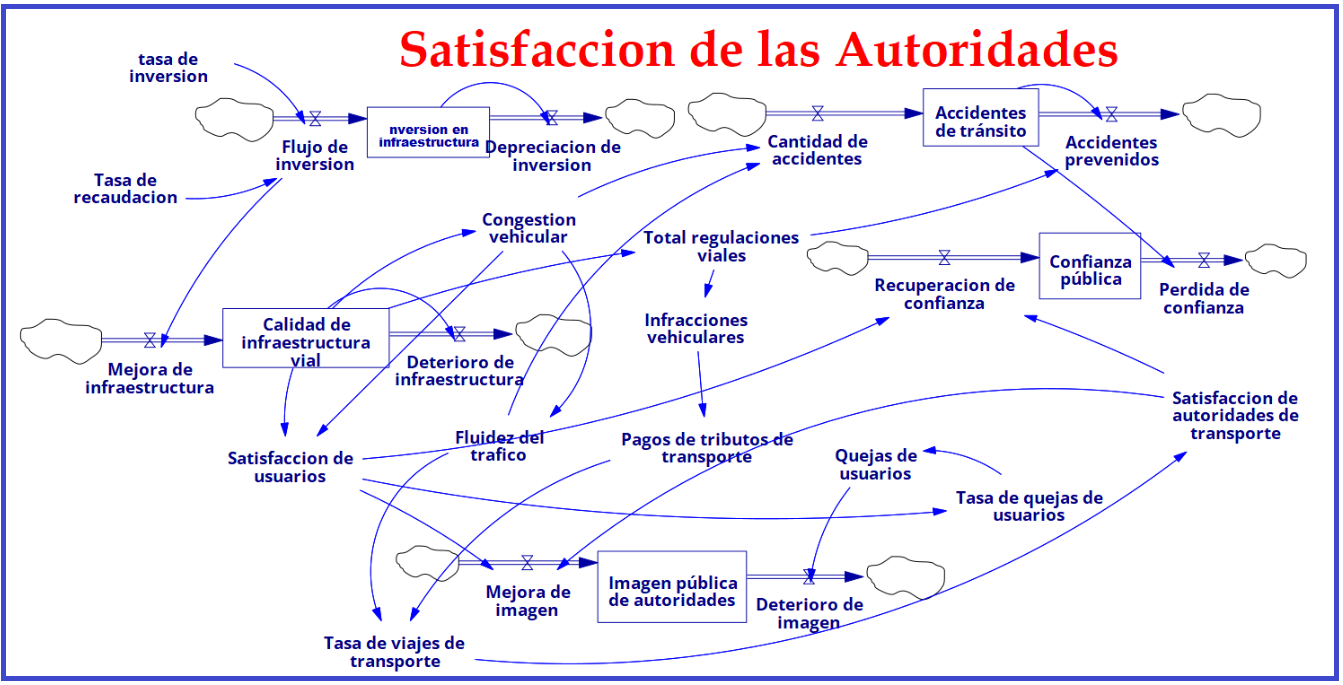 Satisfaccion de las Autoridades
tasa de
inversion
Flujo de
inversion
nversion en
infraestructura
Depreciacion de
inversion
Cantidad de
accidentes
Accidentes
de tránsito
Accidentes
prevenidos
Tasa de
recaudacion
Congestion
vehicular
Total regulaciones
viales
Recuperacion de
confianza
Confianza
pública
Perdida de
confianza
Calidad de
infraestructura
vial
Mejora de
infraestructura
Deterioro de
infraestructura
Infracciones
vehiculares
Satisfaccion de
autoridades de
transporte
Satisfaccion de
usuarios
Fluidez del
trafico
Pagos de tributos de
transporte
Quejas de
usuarios
Tasa de quejas de
usuarios
Mejora de
imagen
Imagen pública
de autoridades
Deterioro de
imagen
Tasa de viajes de
transporte